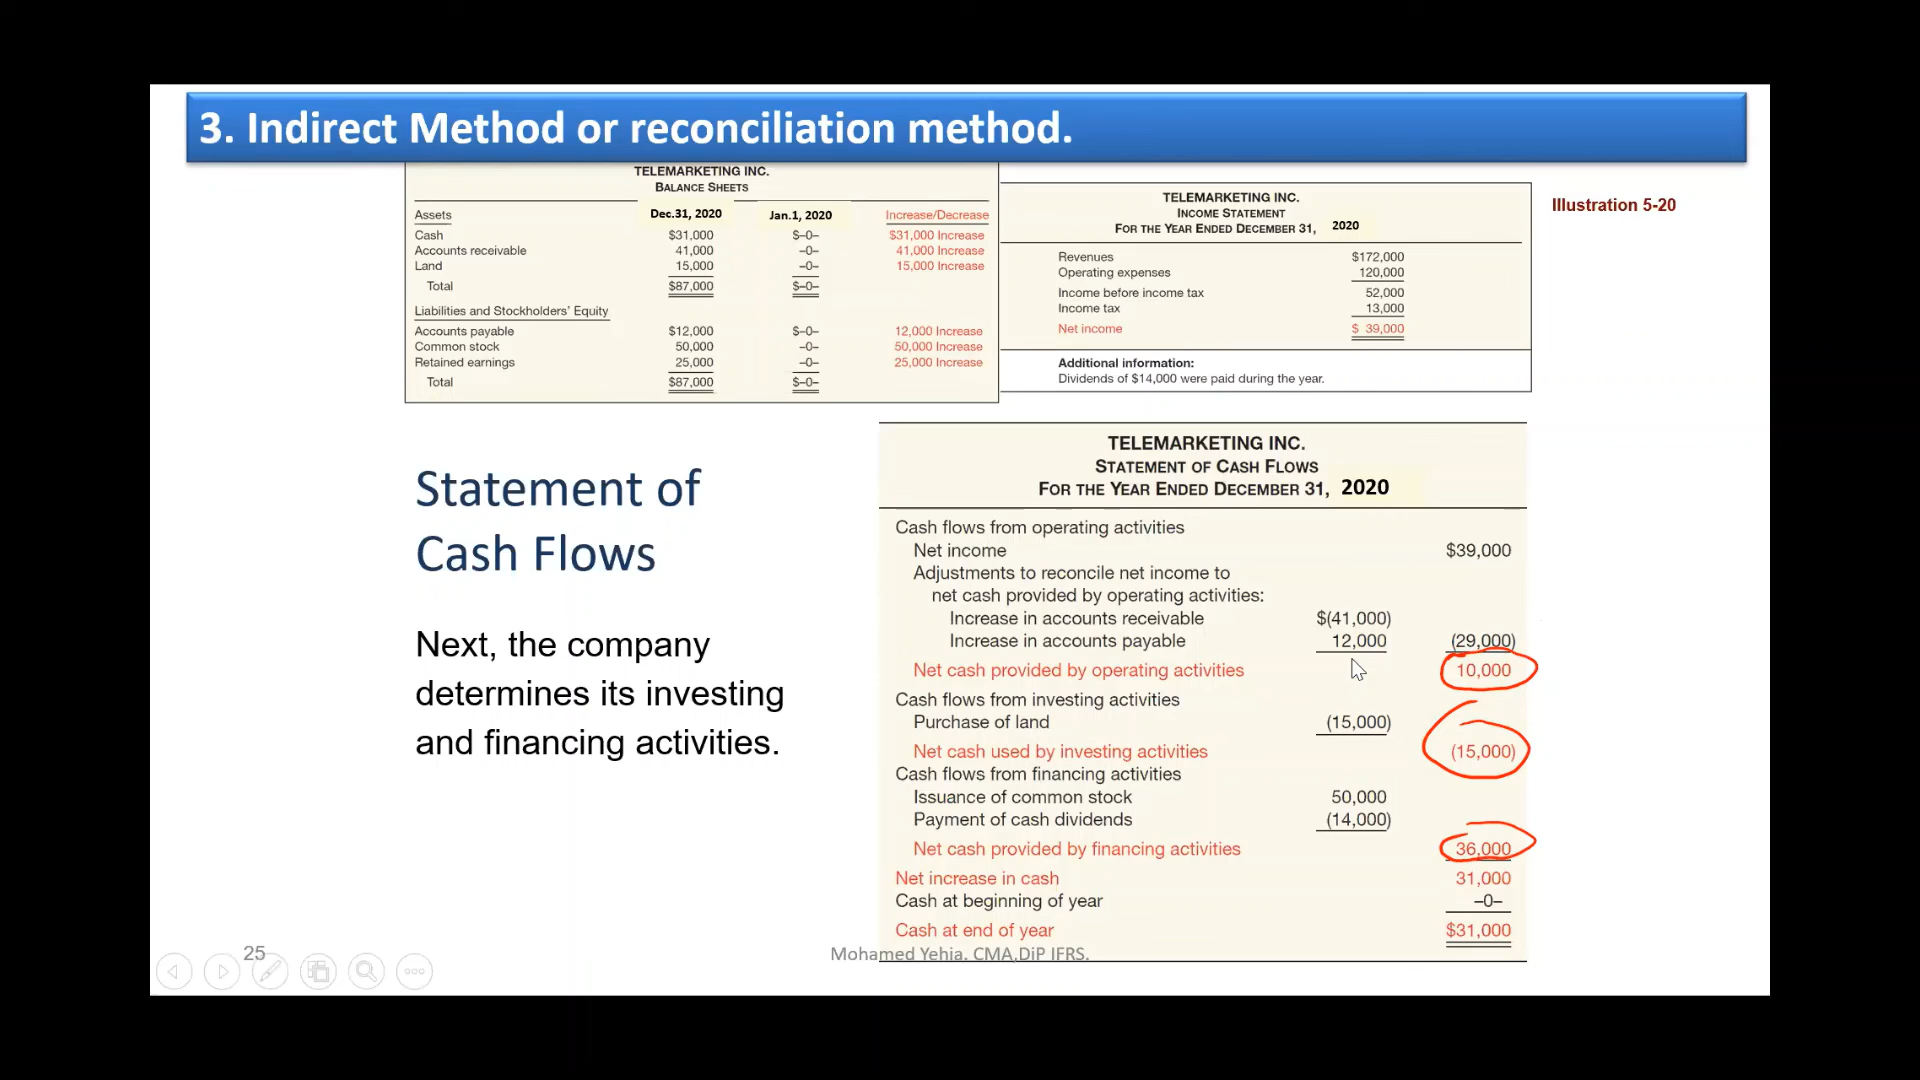 3. Indirect Method or reconciliation method.
TELEMARKETING INC.
BALANCE SHEETS
Assets Dec.31, 2020 Jan.1, 2020 Increase/Decrease
Cash $31,000 $–0– $31,000 Increase
Accounts receivable 41,000 –0– 41,000 Increase
Land 15,000 –0– 15,000 Increase
Total $87,000 $–0–
Liabilities and Stockholders' Equity
Accounts payable $12,000 $–0– 12,000 Increase
Common stock 50,000 –0– 50,000 Increase
Retained earnings 25,000 –0– 25,000 Increase
Total $87,000 $–0–
TELEMARKETING INC.
INCOME STATEMENT
FOR THE YEAR ENDED DECEMBER 31, 2020
Revenues $172,000
Operating expenses 120,000
Income before income tax 52,000
Income tax 13,000
Net income $ 39,000
Additional information:
Dividends of $14,000 were paid during the year.
Illustration 5-20
Statement of
Cash Flows
Next, the company
determines its investing
and financing activities.
TELEMARKETING INC.
STATEMENT OF CASH FLOWS
FOR THE YEAR ENDED DECEMBER 31, 2020
Cash flows from operating activities
Net income $39,000
Adjustments to reconcile net income to
net cash provided by operating activities:
Increase in accounts receivable $(41,000)
Increase in accounts payable 12,000 (29,000)
Net cash provided by operating activities 10,000
Cash flows from investing activities
Purchase of land (15,000)
Net cash used by investing activities (15,000)
Cash flows from financing activities
Issuance of common stock 50,000
Payment of cash dividends (14,000)
Net cash provided by financing activities 36,000
Net increase in cash 31,000
Cash at beginning of year –0–
Cash at end of year $31,000
25
Mohamed Yehia. CMA,DiP IFRS.